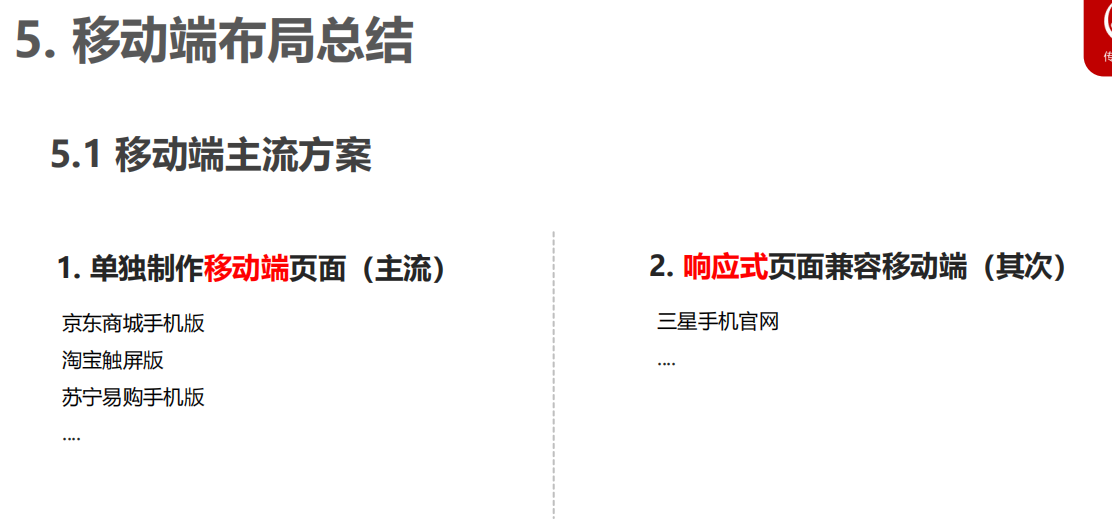 5. 移动端布局总结
传
5.1 移动端主流方案
1. 单独制作移动端页面（主流）
京东商城手机版
淘宝触屏版
苏宁易购手机版
....
2. 响应式页面兼容移动端（其次）
三星手机官网
....